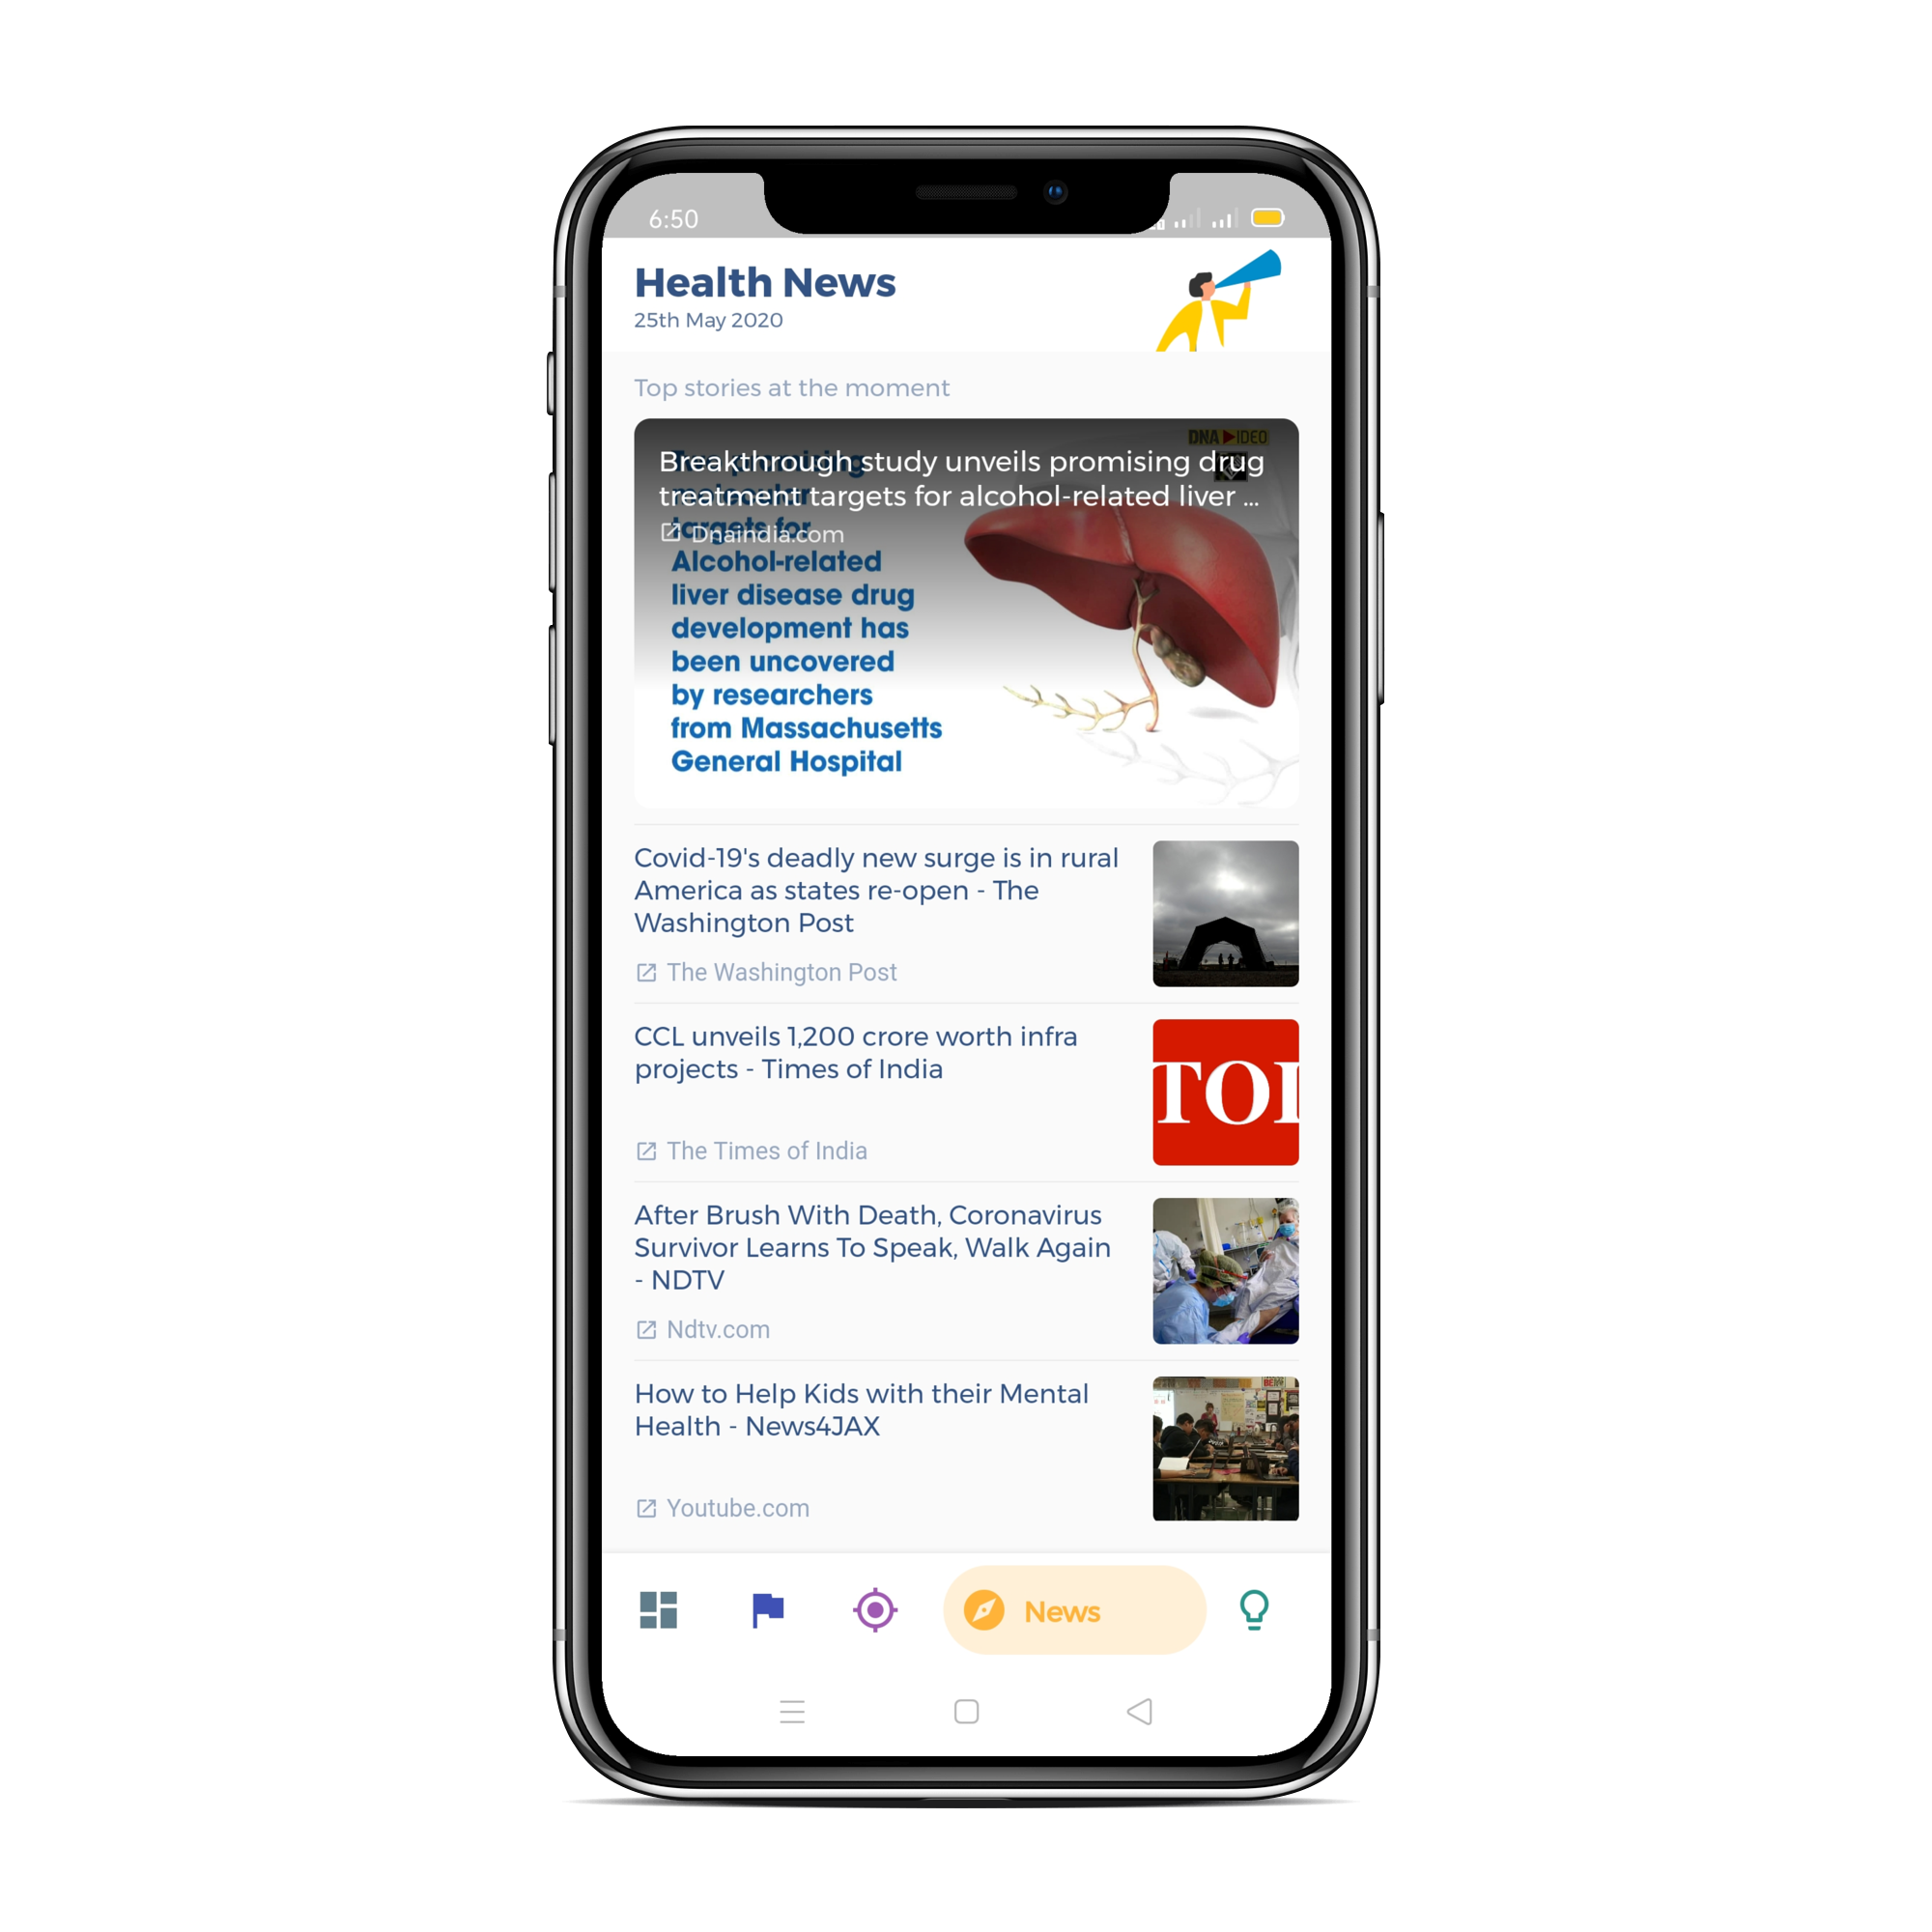 6:50
Health News
25th May 2020
Top stories at the moment
DNA IDEO
Breakthrough study unveils promising drug
treatment targets for alcohol-related liver ...
Dnaindia.com
targets for
Alcohol-related
liver disease drug
development has
been uncovered
by researchers
from Massachusetts
General Hospital
Covid-19's deadly new surge is in rural
America as states re-open - The
Washington Post
The Washington Post
CCL unveils 1,200 crore worth infra
projects - Times of India
TOI
The Times of India
After Brush With Death, Coronavirus
Survivor Learns To Speak, Walk Again
- NDTV
Ndtv.com
How to Help Kids with their Mental
Health - News4JAX
Youtube.com
News